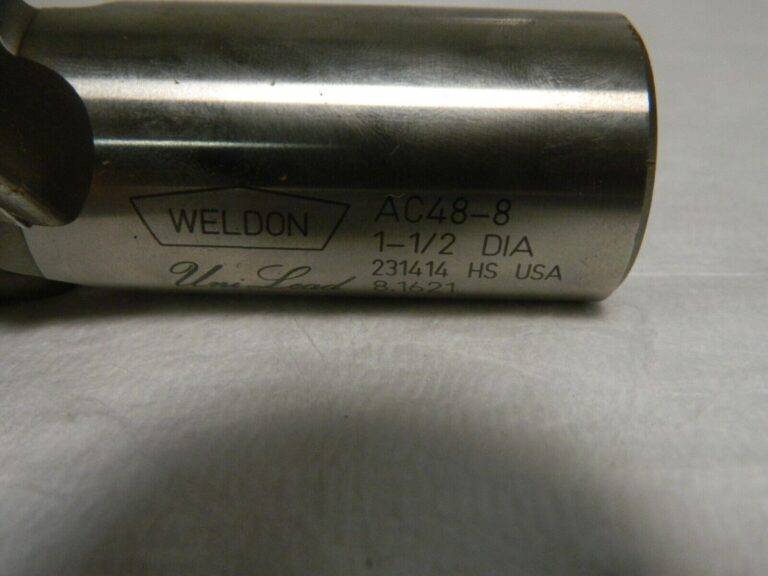 WELDON
Uni-Lead
AC48-8
1-1/2 DIA
231414 HS USA
8.1621